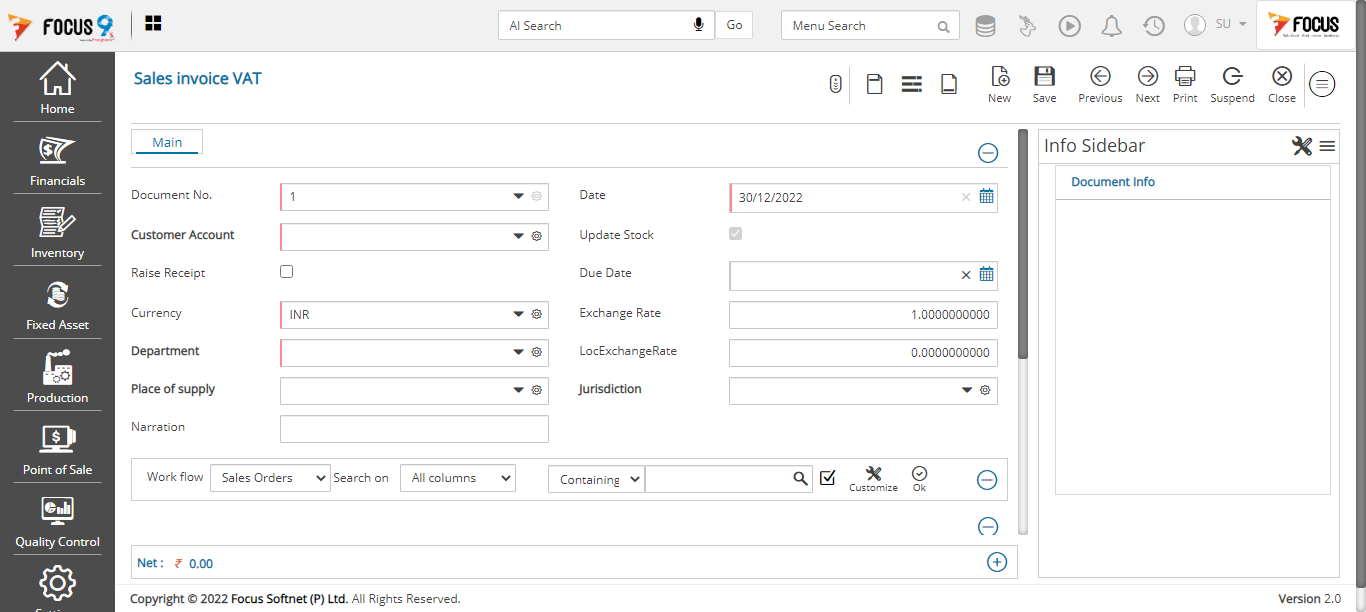 FOCUS 9
AI Search
Go
Menu Search
SU
FOCUS
Home
Financials
Inventory
Fixed Asset
Production
Point of Sale
Quality Control
Sales invoice VAT
New Save Previous Next Print Suspend Close
Main
Document No. 1 Date 30/12/2022
Customer Account Update Stock
Raise Receipt Due Date
Currency INR Exchange Rate 1.0000000000
Department LocExchangeRate 0.0000000000
Place of supply Jurisdiction
Narration
Work flow Sales Orders Search on All columns Containing Customize Ok
Net : ₹ 0.00
Info Sidebar
Document Info
Copyright © 2022 Focus Softnet (P) Ltd. All Rights Reserved.
Version 2.0